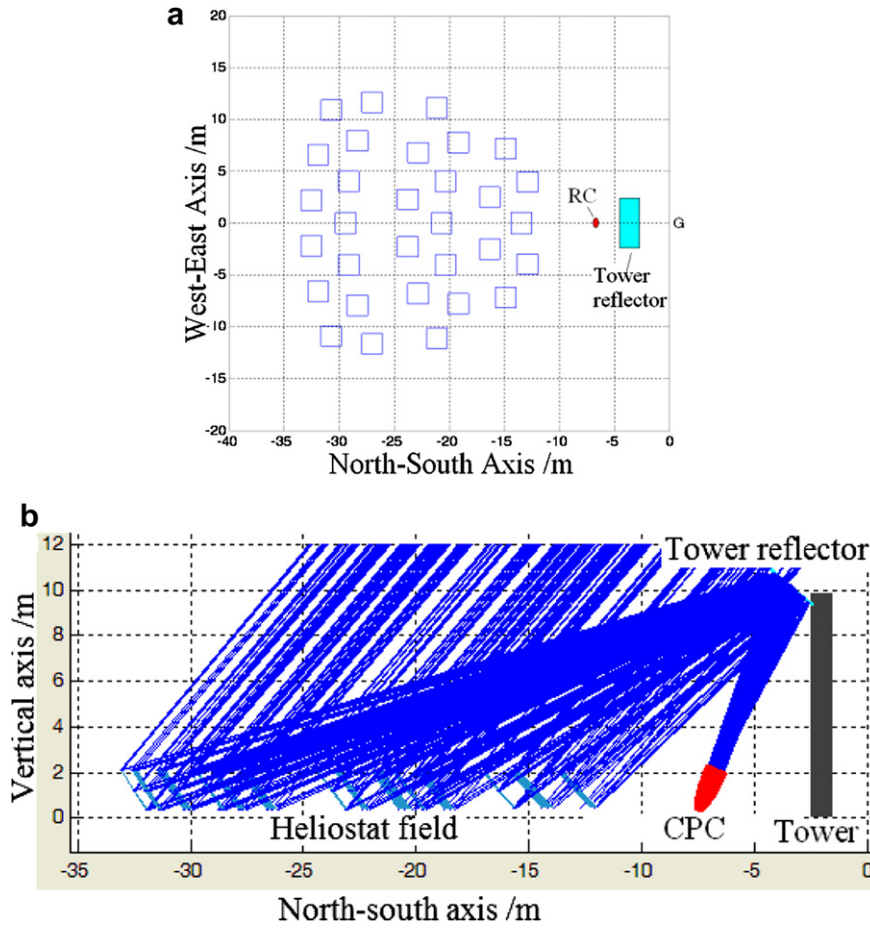 a
20
15
10
5
0
-5
-10
-15
-20
West-East Axis /m
RC
G
Tower
reflector
-40 -35 -30 -25 -20 -15 -10 -5 0
North-South Axis /m
b
12
10
8
6
4
2
0
Vertical axis /m
Tower reflector
Heliostat field
CPC
Tower
-35 -30 -25 -20 -15 -10 -5 0
North-south axis /m